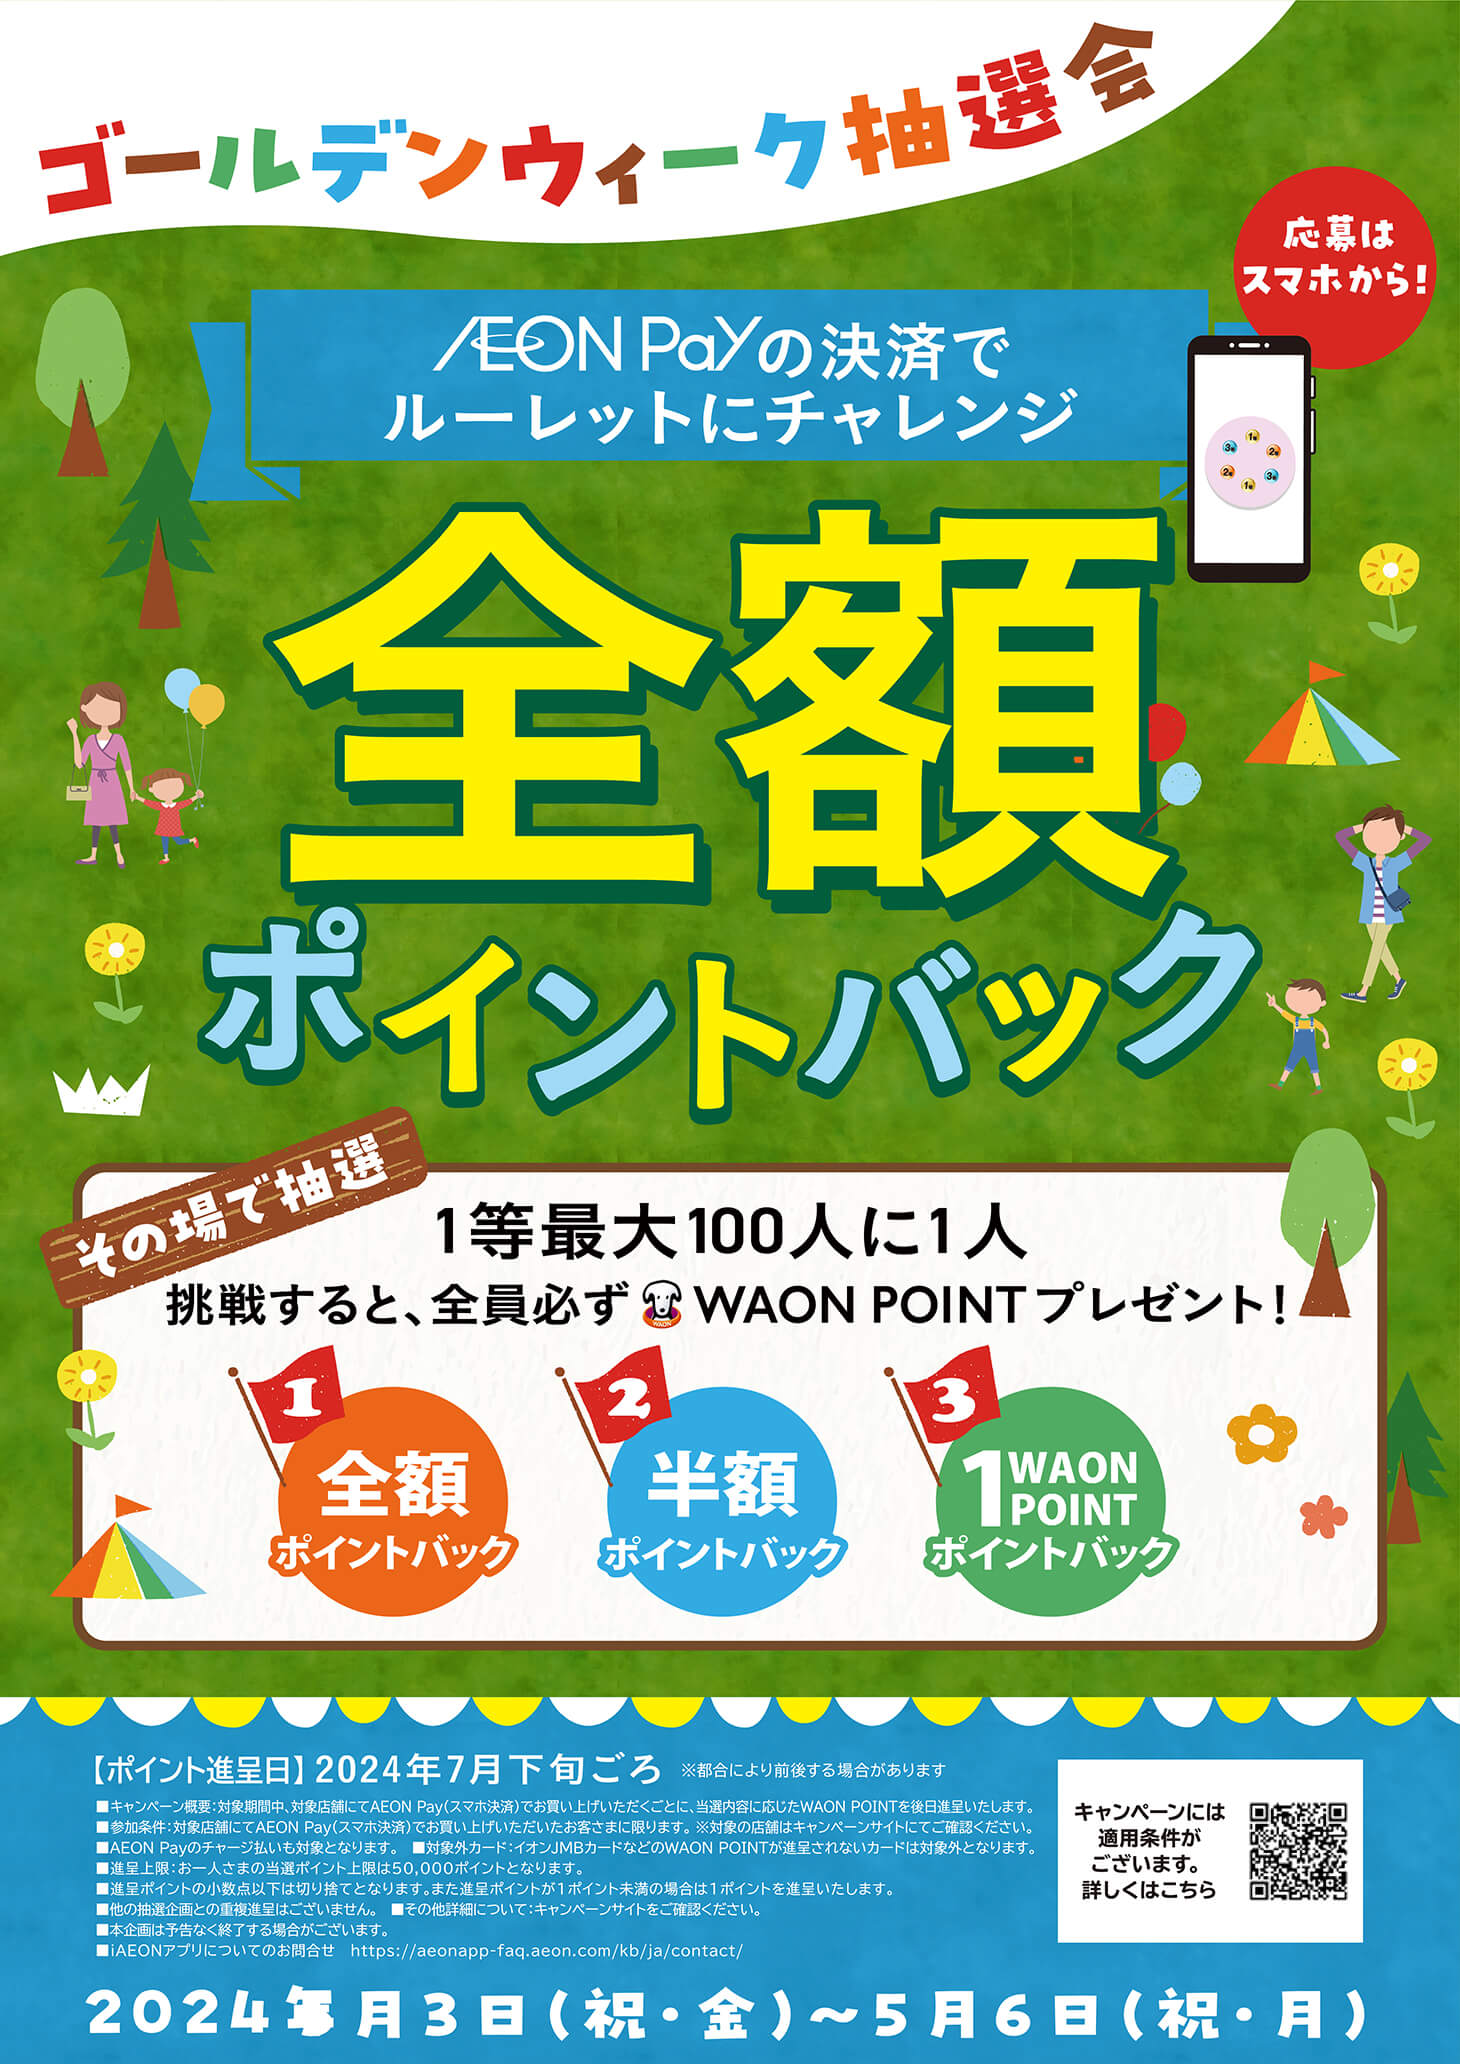 ゴールデンウィーク抽選会
応募は
スマホから!
ÆON Payの決済で
ルーレットにチャレンジ
全額
ポイントバック
その場で抽選
1等最大100人に1人
挑戦すると、全員必ず WAON WAON POINTプレゼント!
1
全額
ポイントバック
2
半額
ポイントバック
3
1 WAON
POINT
ポイントバック
【ポイント進呈日】2024年7月下旬ごろ ※都合により前後する場合があります
■キャンペーン概要:対象期間中、対象店舗にてAEON Pay(スマホ決済)でお買い上げいただくごとに、当選内容に応じたWAON POINTを後日進呈いたします。
■参加条件:対象店舗にてAEON Pay(スマホ決済)でお買い上げいただいたお客さまに限ります。※対象の店舗はキャンペーンサイトにてご確認ください。
■AEON Payのチャージ払いも対象となります。 ■対象外カード:イオンJMBカードなどのWAON POINTが進呈されないカードは対象外となります。
■進呈上限:お一人さまの当選ポイント上限は50,000ポイントとなります。
■進呈ポイントの小数点以下は切り捨てとなります。また進呈ポイントが1ポイント未満の場合は1ポイントを進呈いたします。
■他の抽選企画との重複進呈はございません。 ■その他詳細について:キャンペーンサイトをご確認ください。
■本企画は予告なく終了する場合がございます。
■iAEONアプリについてのお問合せ https://aeonapp-faq.aeon.com/kb/ja/contact/
キャンペーンには
適用条件が
ございます。
詳しくはこちら
2024年月3日(祝・金)~5月6日(祝・月)